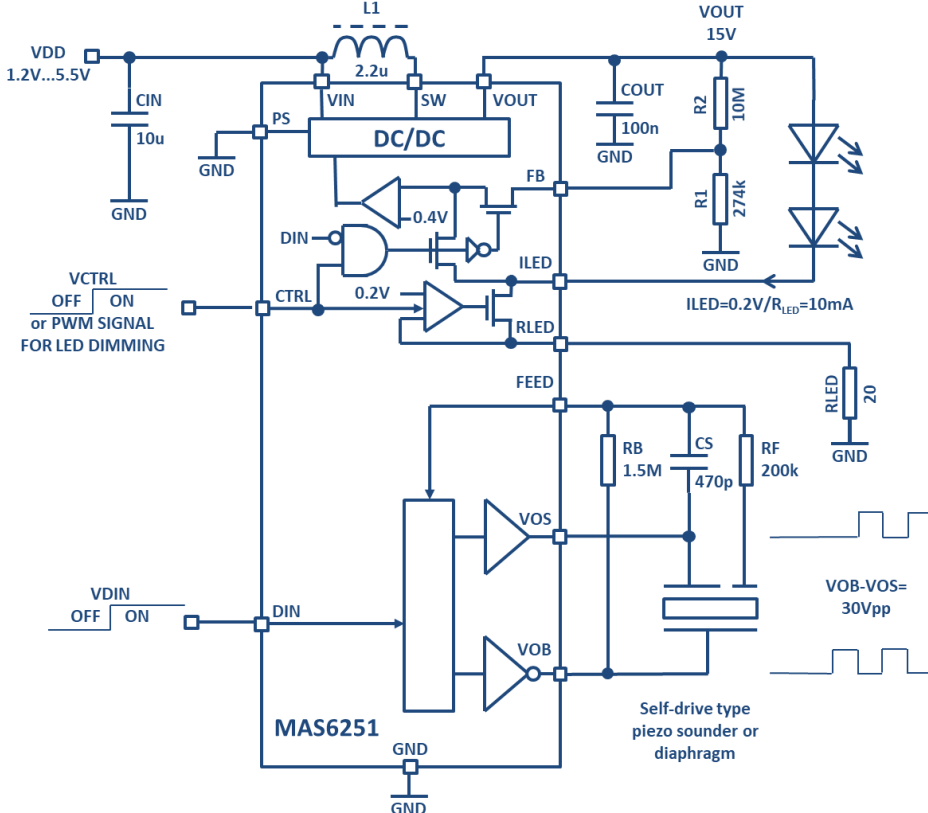 L1
VOUT
15V
VDD
1.2V...5.5V
2.2u
CIN
10u
GND
VIN
SW
VOUT
COUT
100n
GND
R2
10M
PS
GND
DC/DC
FB
R1
274k
GND
0.4V
DIN
ILED
ILED=0.2V/RLED=10mA
VCTRL
OFF ON
or PWM SIGNAL
FOR LED DIMMING
CTRL
0.2V
RLED
RLED
20
GND
FEED
RB
1.5M
CS
470p
RF
200k
VOS
VOB-VOS=
30Vpp
VDIN
OFF ON
DIN
VOB
MAS6251
Self-drive type
piezo sounder or
diaphragm
GND
GND